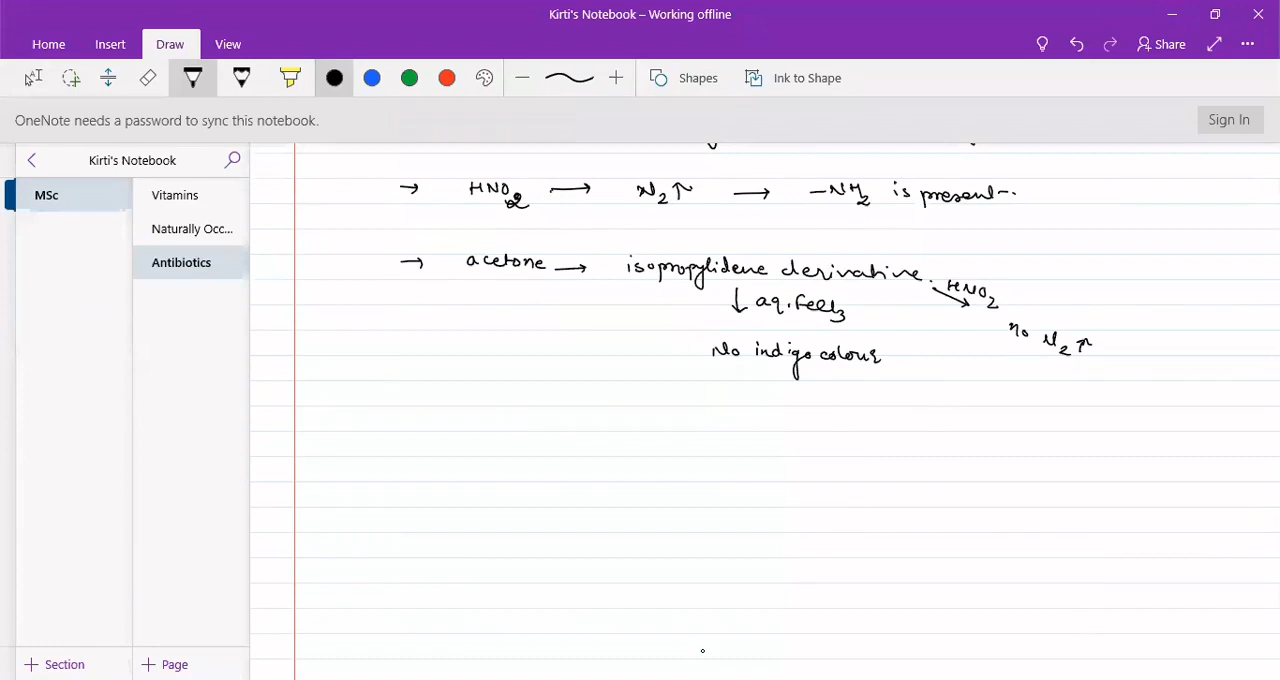 Kirti's Notebook – Working offline
Home Insert Draw View
Share
Shapes Ink to Shape
OneNote needs a password to sync this notebook. Sign In
Kirti's Notebook
MSc
Vitamins
Naturally Occ...
Antibiotics
→ HNO₂ → N₂↑ → –NH₂ is present.
→ acetone → isopropylidene derivative.
HNO₂
↓ aq. FeCl₃
no N₂↑
No indigo colour
+ Section + Page